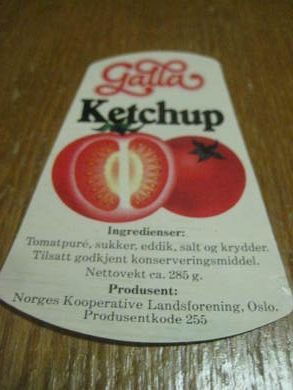 Galla
Ketchup
Ingredienser:
Tomatpuré, sukker, eddik, salt og krydder.
Tilsatt godkjent konserveringsmiddel.
Nettovekt ca. 285 g.
Produsent:
Norges Kooperative Landsforening, Oslo.
Produsentkode 255